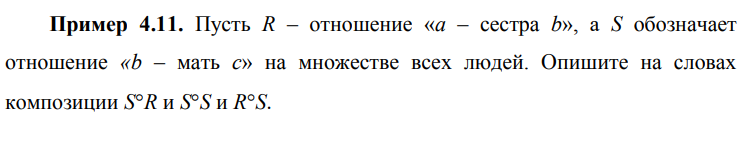 Пример 4.11. Пусть R – отношение «a – сестра b», а S обозначает
отношение «b – мать c» на множестве всех людей. Опишите на словах
композиции S°R и S°S и R°S.